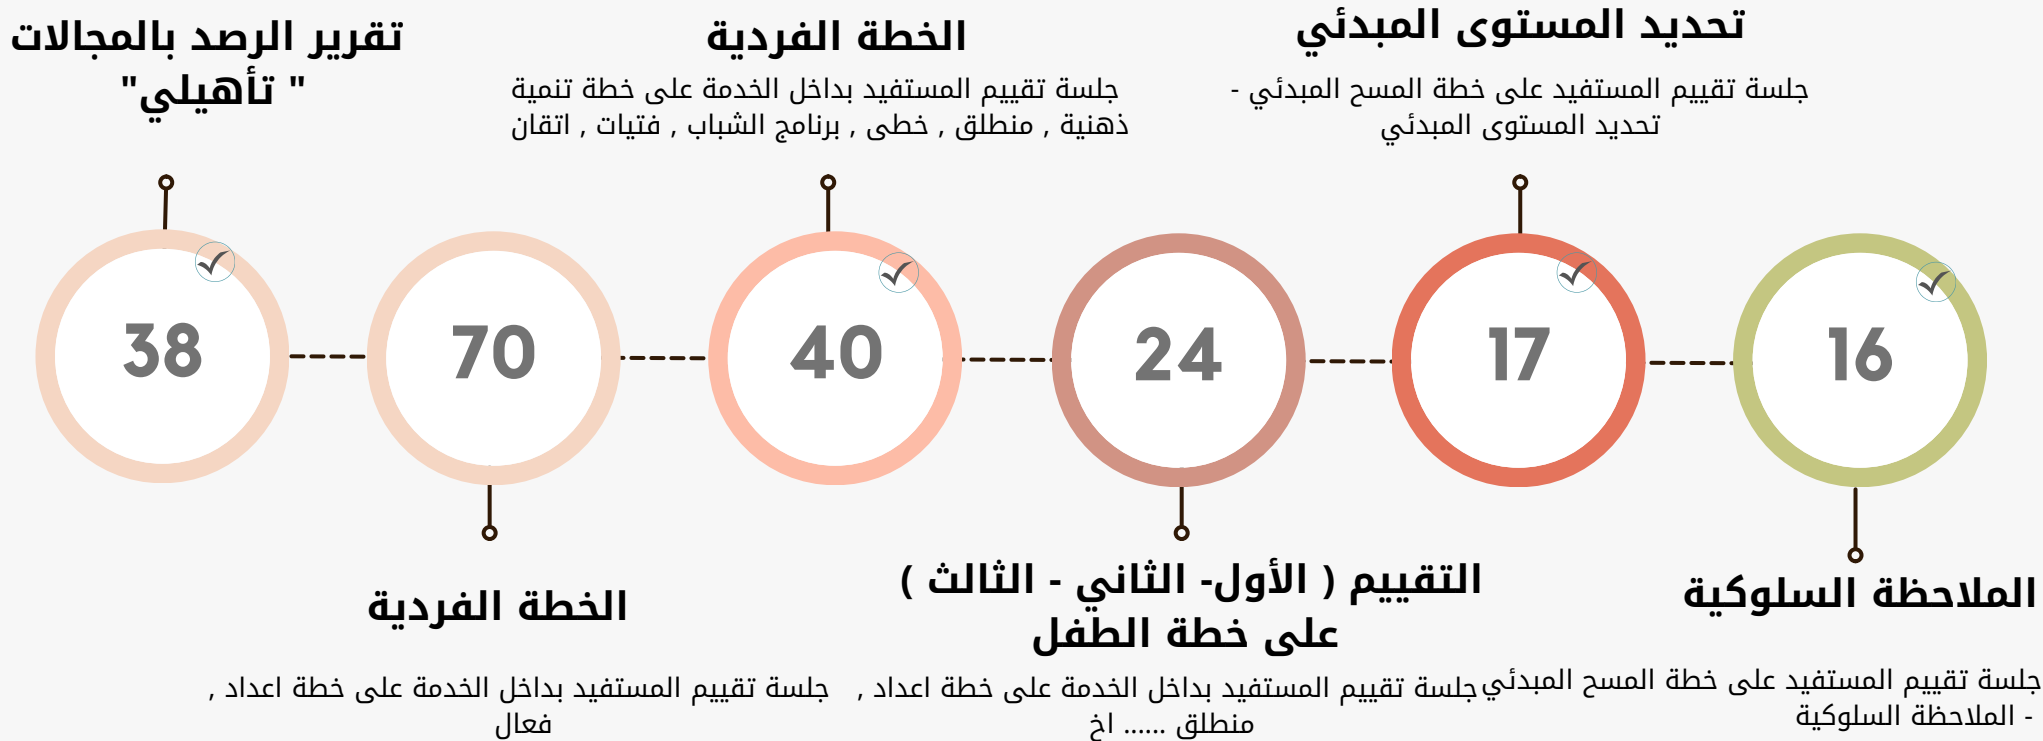 الملاحظة السلوكية
جلسة تقييم المستفيد على خطة المسح المبدئي
- الملاحظة السلوكية
16
تحديد المستوى المبدئي
جلسة تقييم المستفيد على خطة المسح المبدئي -
تحديد المستوى المبدئي
17
التقييم ( الأول- الثاني - الثالث )
على خطة الطفل
جلسة تقييم المستفيد بداخل الخدمة على خطة اعداد ,
منطلق ...... اخ
24
الخطة الفردية
جلسة تقييم المستفيد بداخل الخدمة على خطة تنمية
ذهنية , منطلق , خطى , برنامج الشباب , فتيات , اتقان
40
الخطة الفردية
جلسة تقييم المستفيد بداخل الخدمة على خطة اعداد ,
فعال
70
تقرير الرصد بالمجالات
" تأهيلي"
38